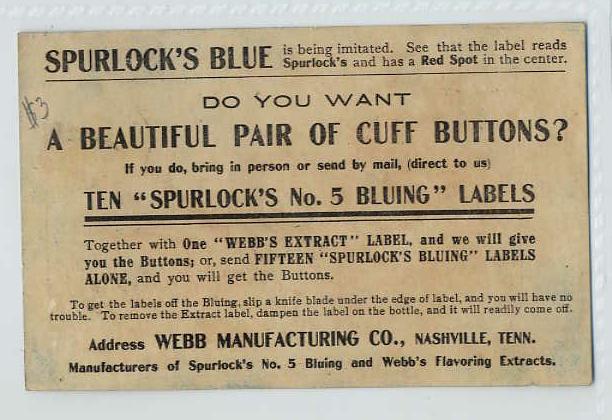 SPURLOCK'S BLUE is being imitated. See that the label reads
Spurlock's and has a Red Spot in the center.
$3
DO YOU WANT
A BEAUTIFUL PAIR OF CUFF BUTTONS?
If you do, bring in person or send by mail, (direct to us)
TEN "SPURLOCK'S No. 5 BLUING" LABELS
Together with One "WEBB'S EXTRACT" LABEL, and we will give
you the Buttons; or, send FIFTEEN "SPURLOCK'S BLUING" LABELS
ALONE, and you will get the Buttons.
To get the labels off the Bluing, slip a knife blade under the edge of label, and you will have no
trouble. To remove the Extract label, dampen the label on the bottle, and it will readily come off.
Address WEBB MANUFACTURING CO., NASHVILLE, TENN.
Manufacturers of Spurlock's No. 5 Bluing and Webb's Flavoring Extracts.